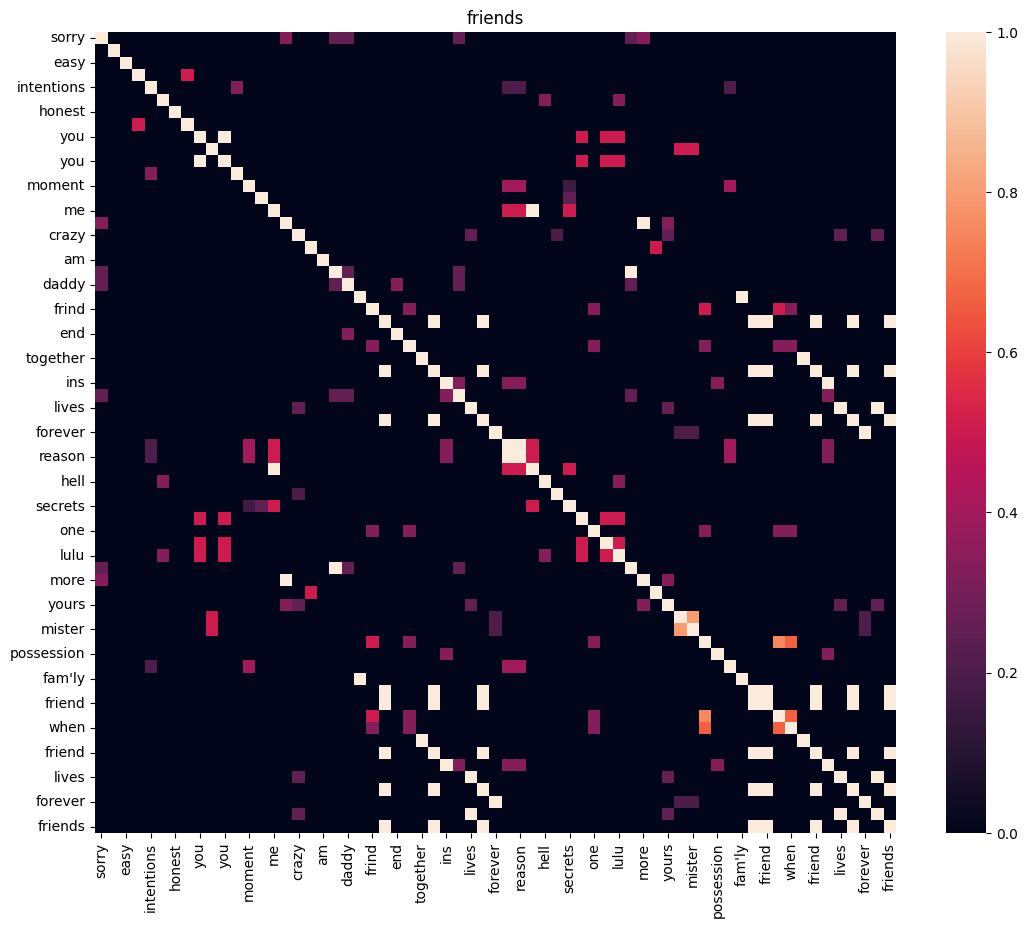 friends
sorry
easy
intentions
honest
you
you
moment
me
crazy
am
daddy
frind
end
together
ins
lives
forever
reason
hell
secrets
one
lulu
more
yours
mister
possession
fam'ly
friend
when
friend
lives
forever
friends
sorry
easy
intentions
honest
you
you
moment
me
crazy
am
daddy
frind
end
together
ins
lives
forever
reason
hell
secrets
one
lulu
more
yours
mister
possession
fam'ly
friend
when
friend
lives
forever
friends
1.0
0.8
0.6
0.4
0.2
0.0